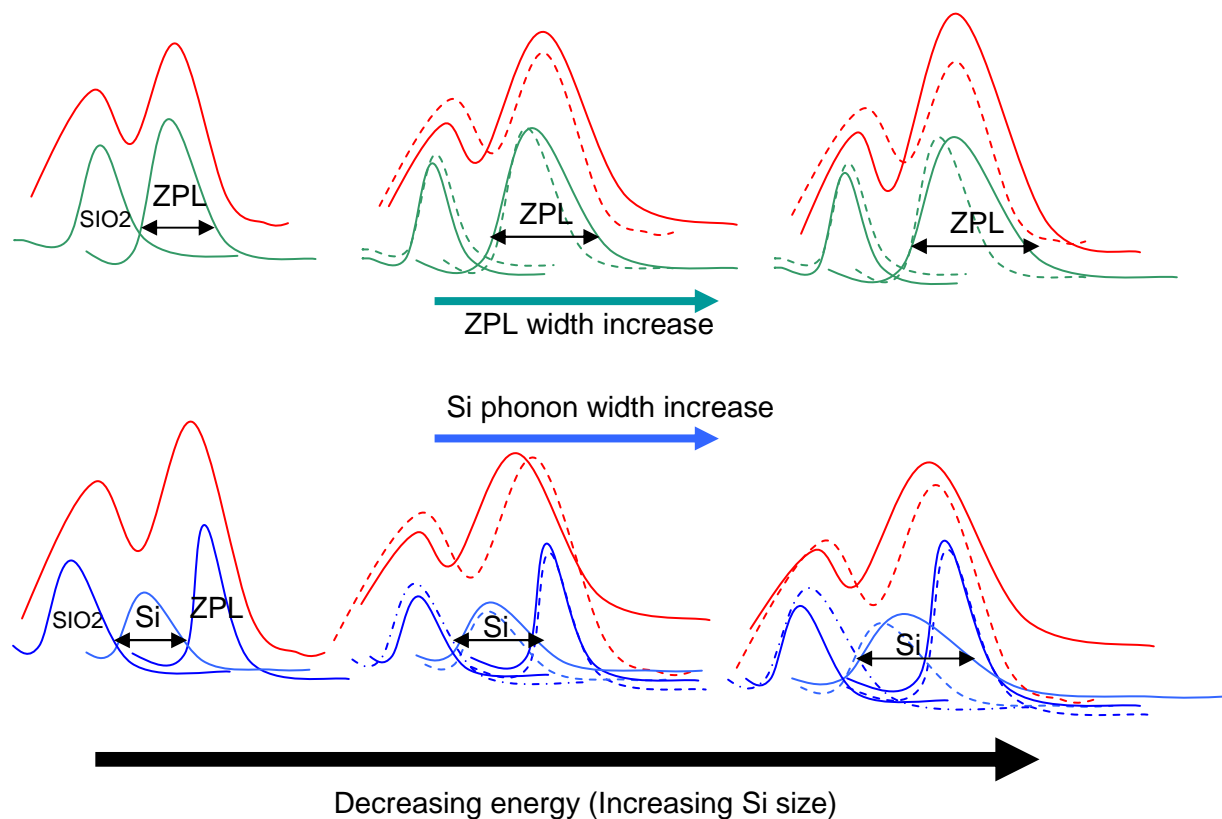 SIO2
ZPL
ZPL
ZPL
ZPL width increase
Si phonon width increase
SIO2
Si
ZPL
Si
Si
Decreasing energy (Increasing Si size)